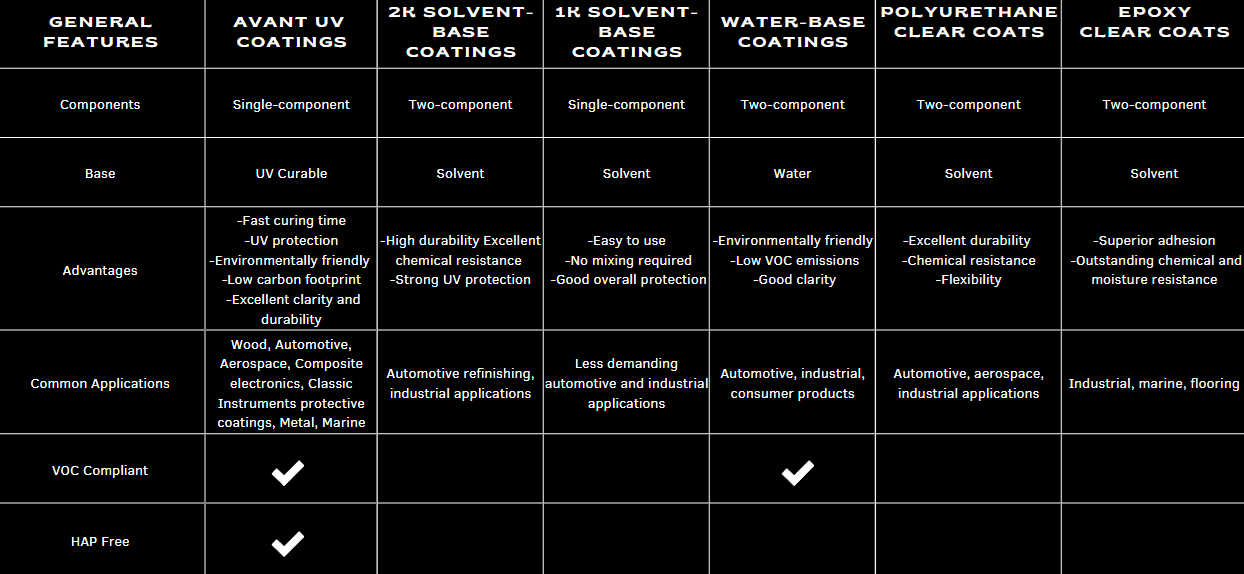 GENERAL
FEATURES
AVANT UV
COATINGS
2K SOLVENT-
BASE
COATINGS
1K SOLVENT-
BASE
COATINGS
WATER-BASE
COATINGS
POLYURETHANE
CLEAR COATS
EPOXY
CLEAR COATS
Components
Single-component
Two-component
Single-component
Two-component
Two-component
Two-component
Base
UV Curable
Solvent
Solvent
Water
Solvent
Solvent
Advantages
-Fast curing time
-UV protection
-Environmentally friendly
-Low carbon footprint
-Excellent clarity and
durability
-High durability Excellent
chemical resistance
-Strong UV protection
-Easy to use
-No mixing required
-Good overall protection
-Environmentally friendly
-Low VOC emissions
-Good clarity
-Excellent durability
-Chemical resistance
-Flexibility
-Superior adhesion
-Outstanding chemical and
moisture resistance
Common Applications
Wood, Automotive,
Aerospace, Composite
electronics, Classic
Instruments protective
coatings, Metal, Marine
Automotive refinishing,
industrial applications
Less demanding
automotive and industrial
applications
Automotive, industrial,
consumer products
Automotive, aerospace,
industrial applications
Industrial, marine, flooring
VOC Compliant
HAP Free